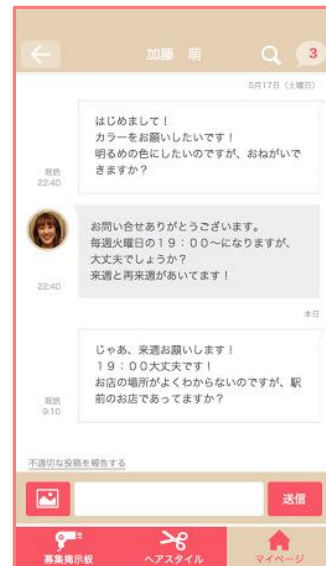 加藤 萌
3
5月17日（土曜日）
はじめまして！
カラーをお願いしたいです！
明るめの色にしたいのですが、おねがいで
きますか？
既読
22:40
お問い合せありがとうございます。
毎週火曜日の１９：００〜になりますが、
大丈夫でしょうか？
来週と再来週があいてます！
22:40
本日
じゃあ、来週お願いします！
１９：００大丈夫です！
お店の場所がよくわからないのですが、駅
前のお店であってますか？
既読
9:10
不適切な投稿を報告する
送信
募集掲示板
ヘアスタイル
マイページ